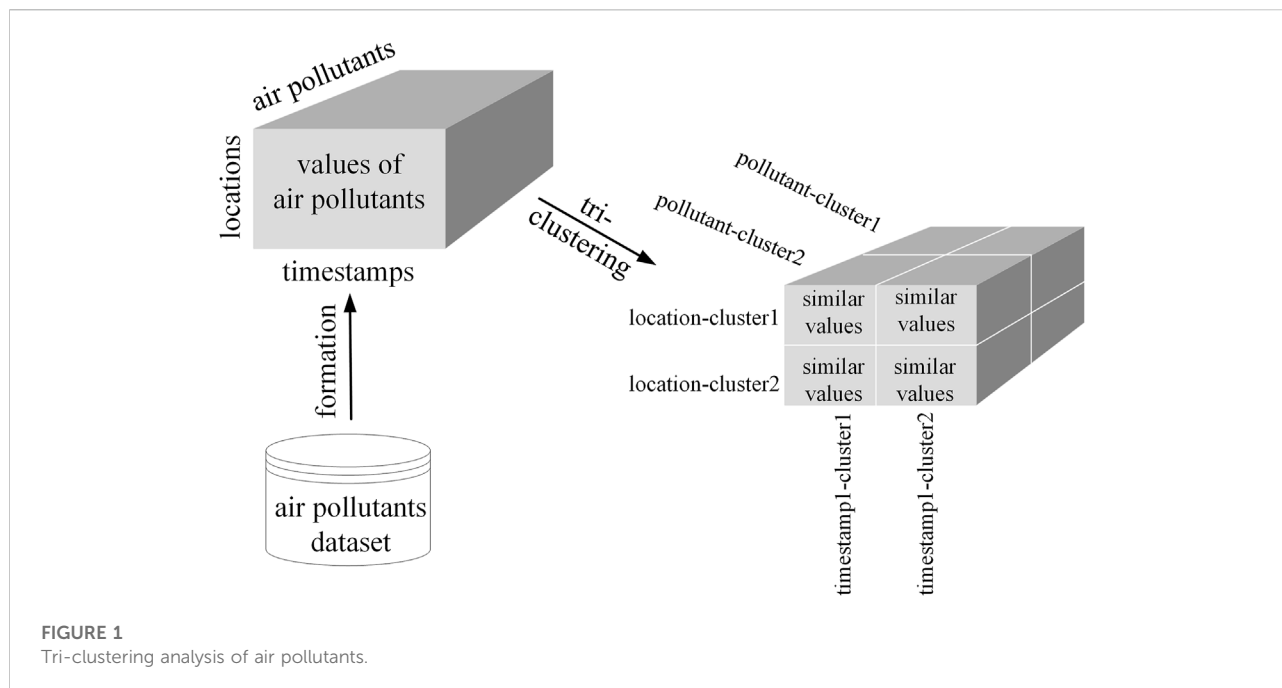 air pollutants
locations
values of
air pollutants
timestamps
formation
air pollutants
dataset
tri-
clustering
pollutant-cluster1
pollutant-cluster2
location-cluster1
location-cluster2
similar
values
similar
values
similar
values
similar
values
timestamp1-cluster1
timestamp1-cluster2
FIGURE 1
Tri-clustering analysis of air pollutants.